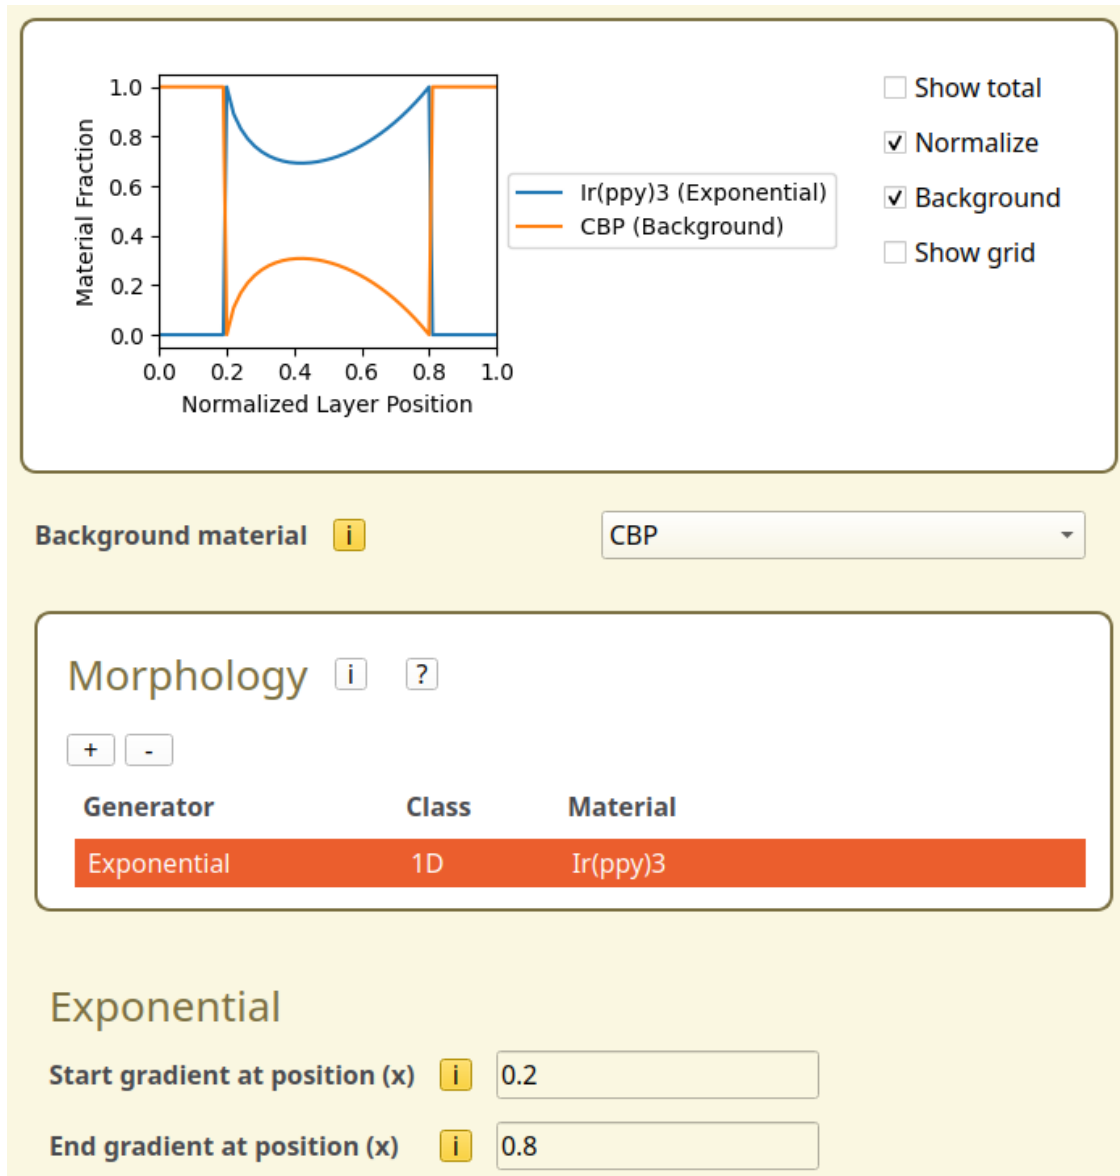 1.0
0.8
0.6
0.4
0.2
0.0
Material Fraction
0.0 0.2 0.4 0.6 0.8 1.0
Normalized Layer Position
Ir(ppy)3 (Exponential)
CBP (Background)
Show total
Normalize
Background
Show grid
Background material i CBP
Morphology i ?
+ -
Generator Class Material
Exponential 1D Ir(ppy)3
Exponential
Start gradient at position (x) i 0.2
End gradient at position (x) i 0.8